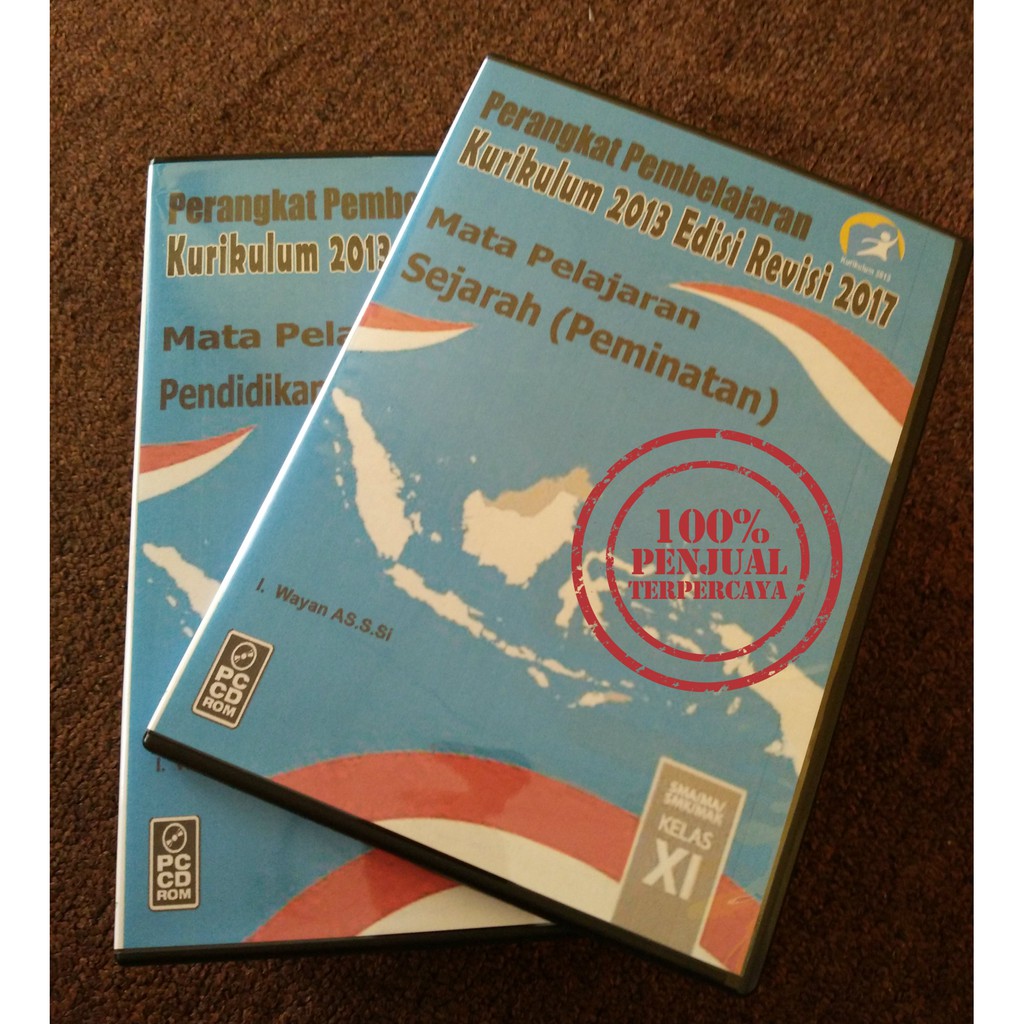 Perangkat Pembelajaran
Kurikulum 2013 Edisi Revisi 2017
Kurikulum 2013
Mata Pelajaran
Sejarah (Peminatan)
100%
PENJUAL
TERPERCAYA
I. Wayan AS.S.Si
PC
CD
ROM
SMA/MA/
SMK/MAK
KELAS
XI
Perangkat Pemb
Kurikulum 2013
Mata Pela
Pendidikan
I.
PC
CD
ROM